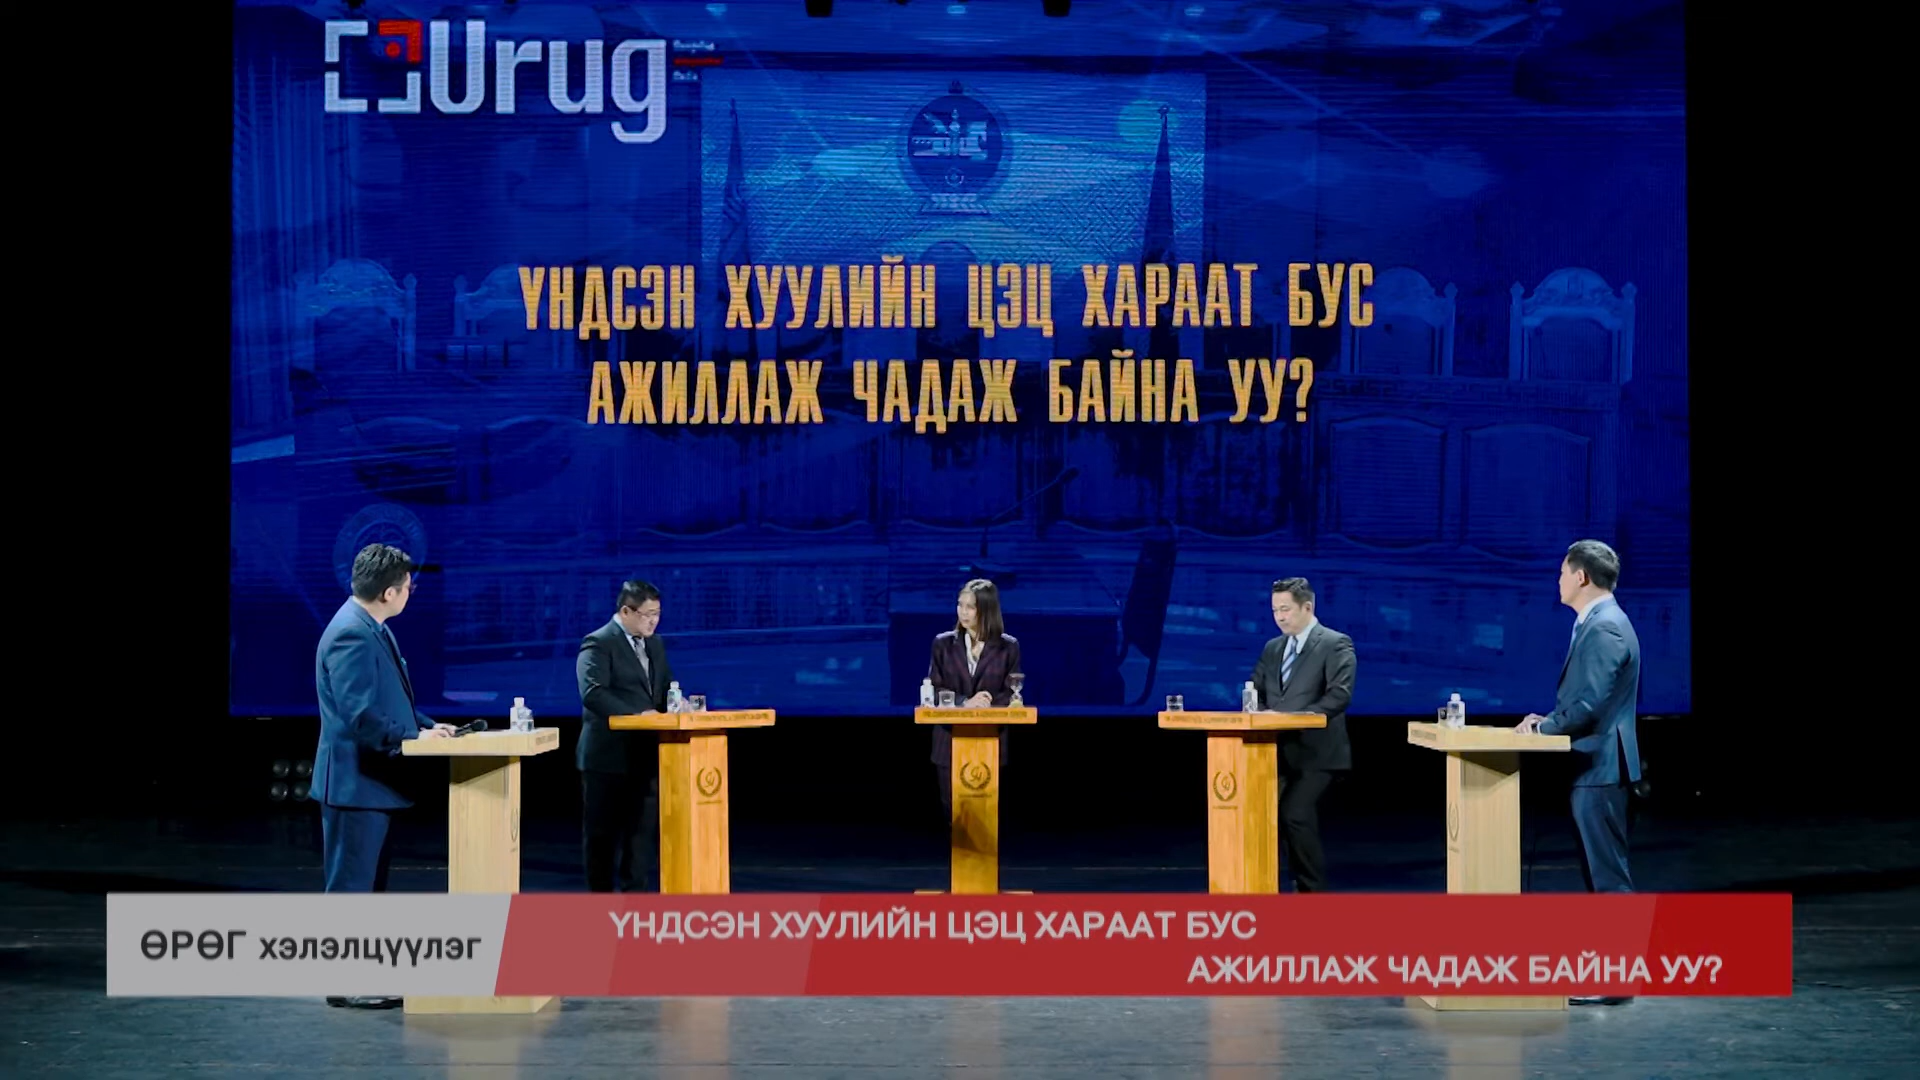 Urug
ҮНДСЭН ХУУЛИЙН ЦЭЦ ХАРААТ БУС
АЖИЛЛАЖ ЧАДАЖ БАЙНА УУ?
ӨРӨГ ХЭЛЭЛЦҮҮЛЭГ
ҮНДСЭН ХУУЛИЙН ЦЭЦ ХАРААТ БУС
АЖИЛЛАЖ ЧАДАЖ БАЙНА УУ?